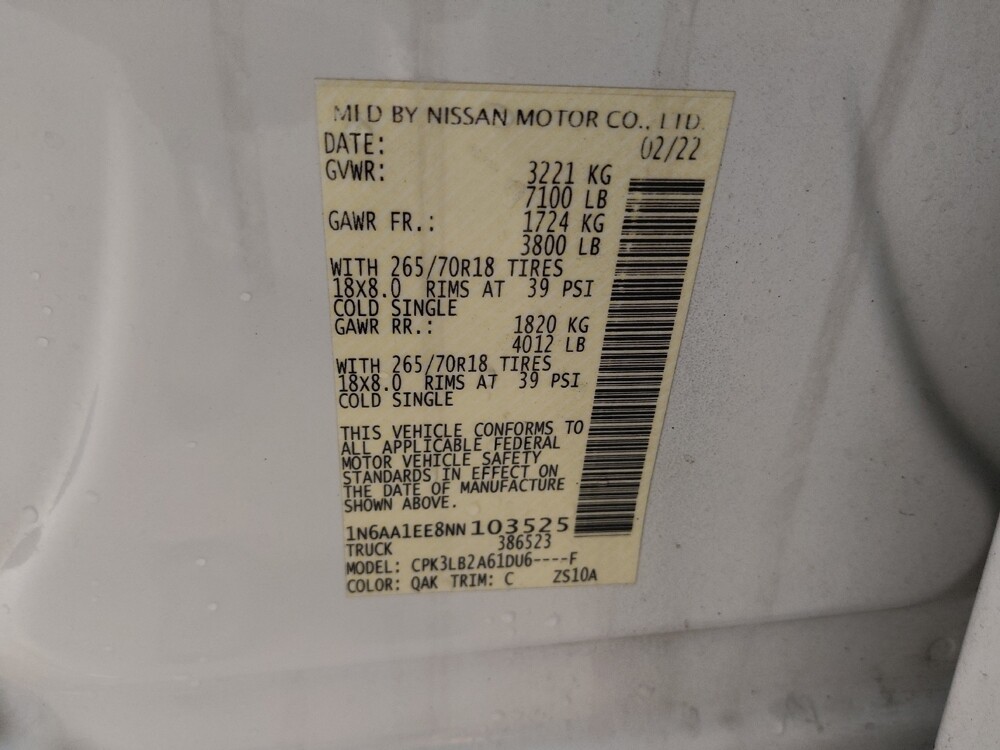 MFD BY NISSAN MOTOR CO., LTD.
DATE: 02/22
GVWR: 3221 KG
7100 LB
GAWR FR.: 1724 KG
3800 LB
WITH 265/70R18 TIRES
18X8.0 RIMS AT 39 PSI
COLD SINGLE
GAWR RR.: 1820 KG
4012 LB
WITH 265/70R18 TIRES
18X8.0 RIMS AT 39 PSI
COLD SINGLE
THIS VEHICLE CONFORMS TO
ALL APPLICABLE FEDERAL
MOTOR VEHICLE SAFETY
STANDARDS IN EFFECT ON
THE DATE OF MANUFACTURE
SHOWN ABOVE.
1N6AA1EE8NN103525
TRUCK 386523
MODEL: CPK3LB2A61DU6----F
COLOR: QAK TRIM: C ZS10A